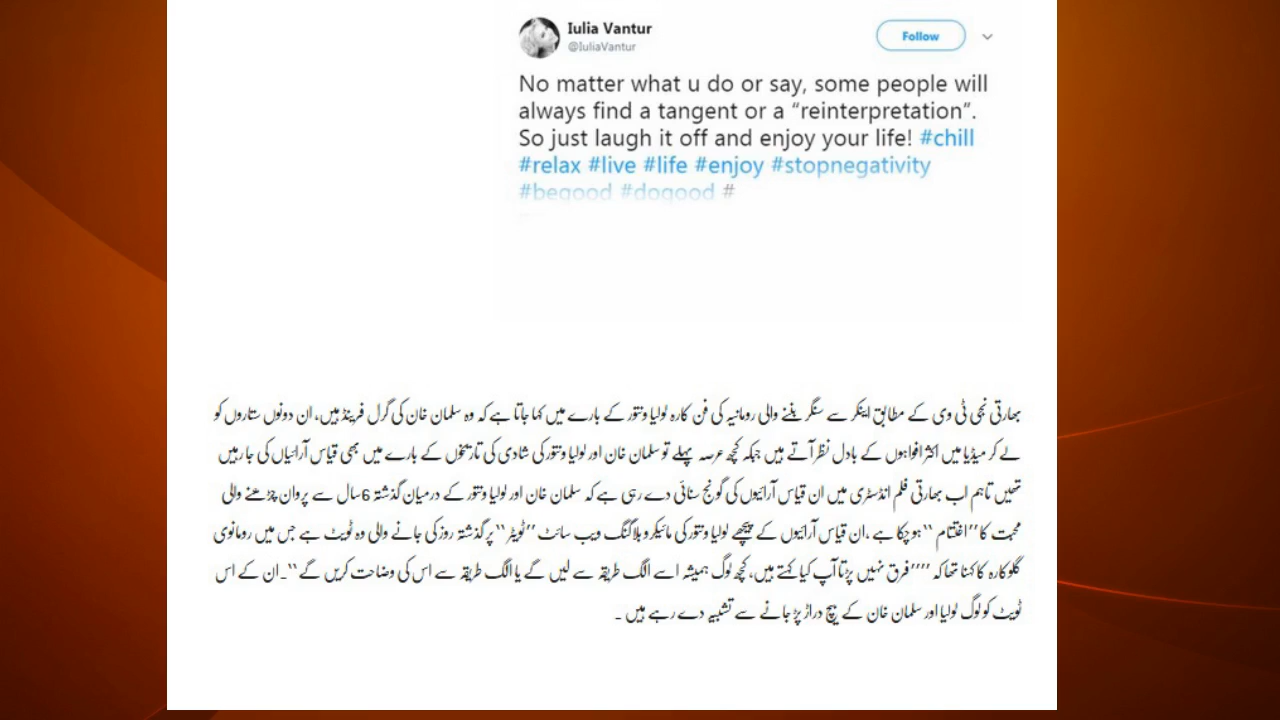 Iulia Vantur
@IuliaVantur
Follow
No matter what u do or say, some people will
always find a tangent or a “reinterpretation”.
So just laugh it off and enjoy your life! #chill
#relax #live #life #enjoy #stopnegativity
#begood #dogood #
بھارتی نجی ٹی وی کے مطابق اینکر سے سنگر بننے والی رومانیہ کی فن کارہ لولیا ونتور کے بارے میں کہا جاتا ہے کہ وہ سلمان خان کی گرل فرینڈ ہیں، ان دونوں ستاروں کو
لے کر میڈیا میں اکثر افواہوں کے بادل نظر آتے ہیں جبکہ کچھ عرصہ پہلے تو سلمان خان اور لولیا ونتور کی شادی کی تاریخوں کے بارے میں بھی قیاس آرائیاں کی جا رہیں
تھیں تاہم اب بھارتی فلم انڈسٹری میں ان قیاس آرائیوں کی گونج سنائی دے رہی ہے کہ سلمان خان اور لولیا ونتور کے درمیان گذشتہ 6سال سے پروان چڑھنے والی
محبت کا ’’اختتام ‘‘ہو چکا ہے ،ان قیاس آرائیوں کے پیچھے لولیا ونتور کی مائیکرو بلاگنگ ویب سائٹ ’’ٹویٹر ‘‘پر گذشتہ روز کی جانے والی وہ ٹویٹ ہے جس میں رومانوی
گلوکارہ کا کہنا تھا کہ ’’’’فرق نہیں پڑتا آپ کیا کہتے ہیں، کچھ لوگ ہمیشہ اسے الگ طریقہ سے لیں گے یا الگ طریقہ سے اس کی وضاحت کریں گے‘‘۔ان کے اس
ٹویٹ کو لوگ لولیا اور سلمان خان کے بیچ دراڑ پڑ جانے سے تشبیہ دے رہے ہیں ۔